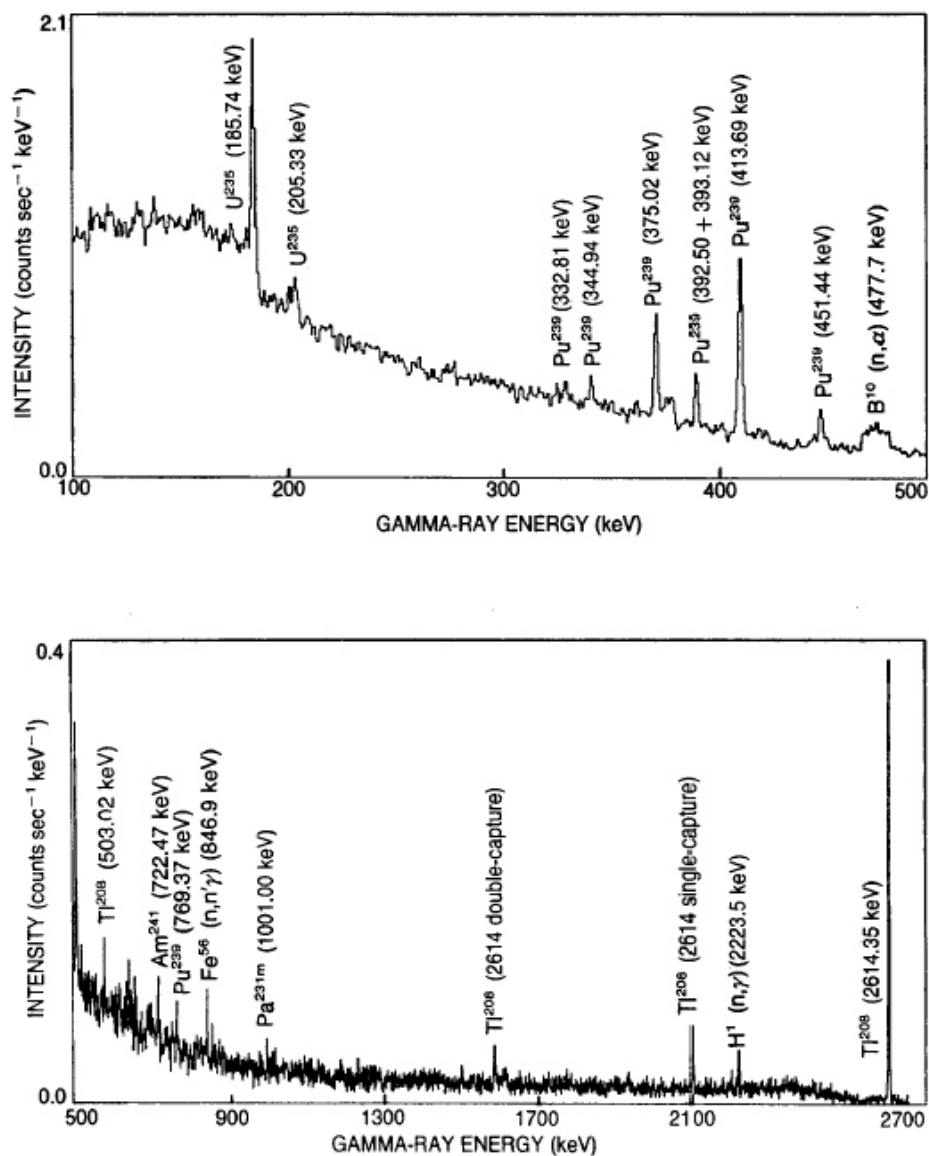 2.1
INTENSITY (counts sec⁻¹ keV⁻¹)
0.0
U²³⁵ (185.74 keV)
U²³⁵ (205.33 keV)
Pu²³⁹ (332.81 keV)
Pu²³⁹ (344.94 keV)
Pu²³⁹ (375.02 keV)
Pu²³⁹ (392.50 + 393.12 keV)
Pu²³⁹ (413.69 keV)
Pu²³⁹ (451.44 keV)
B¹⁰ (n,α) (477.7 keV)
100 200 300 400 500
GAMMA-RAY ENERGY (keV)
0.4
INTENSITY (counts sec⁻¹ keV⁻¹)
0.0
Tl²⁰⁸ (503.02 keV)
Am²⁴¹ (722.47 keV)
Pu²³⁹ (769.37 keV)
Fe⁵⁶ (n,n′γ) (846.9 keV)
Pa²³¹ᵐ (1001.00 keV)
Tl²⁰⁸ (2614 double-capture)
Tl²⁰⁸ (2614 single-capture)
H¹ (n,γ) (2223.5 keV)
Tl²⁰⁸ (2614.35 keV)
500 900 1300 1700 2100 2700
GAMMA-RAY ENERGY (keV)